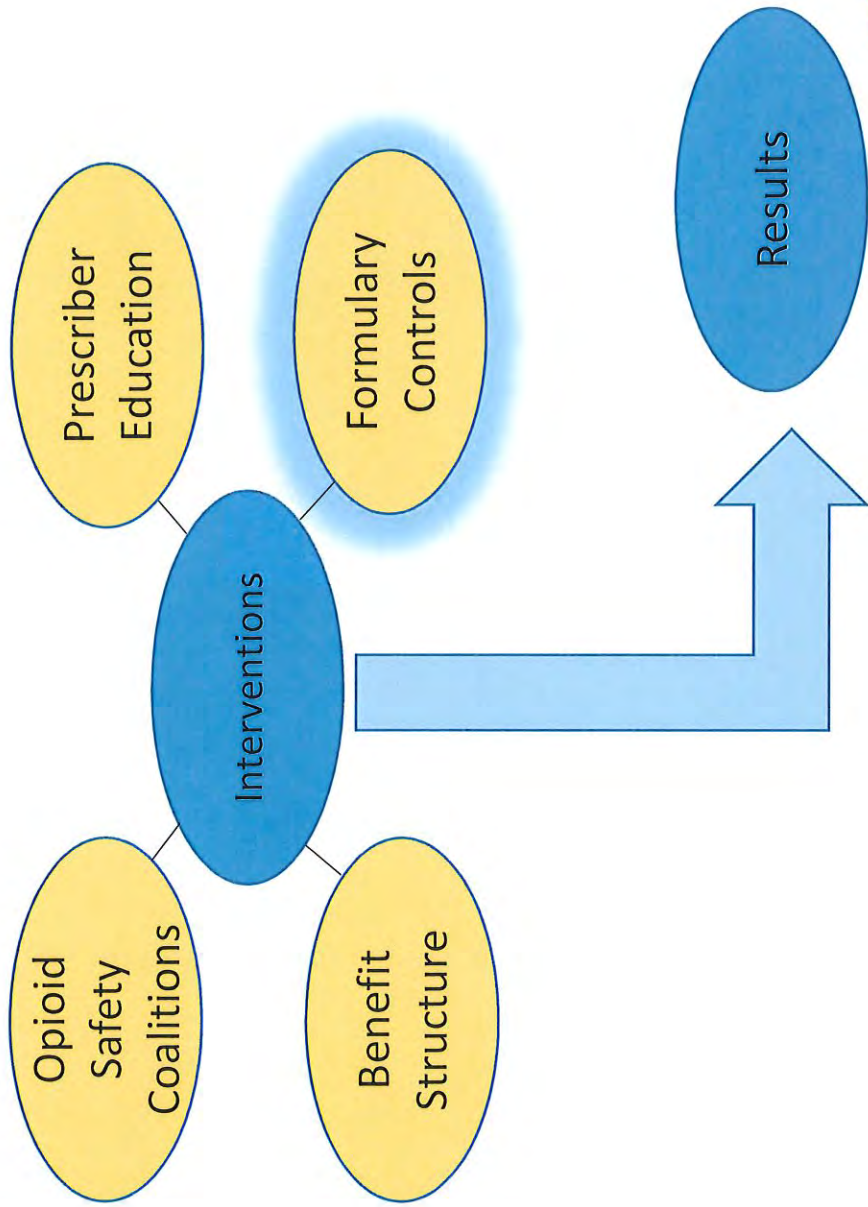 Opioid
Safety
Coalitions
Prescriber
Education
Interventions
Benefit
Structure
Formulary
Controls
Results